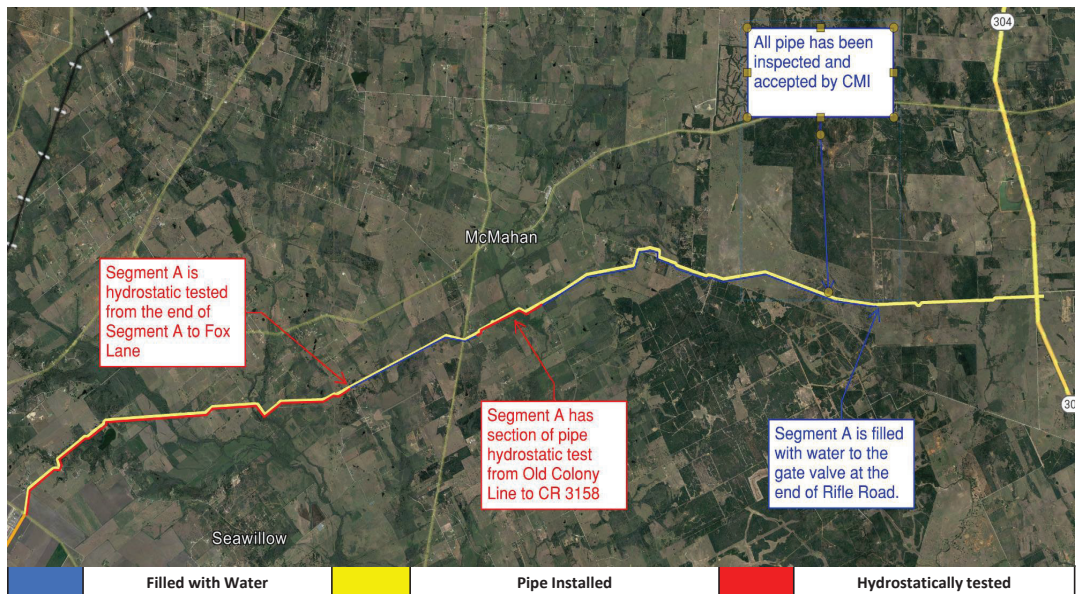 304
All pipe has been
inspected and
accepted by CMI
McMahan
Segment A is
hydrostatic tested
from the end of
Segment A to Fox
Lane
30
Segment A has
section of pipe
hydrostatic test
from Old Colony
Line to CR 3158
Segment A is filled
with water to the
gate valve at the
end of Rifle Road.
Seawillow
Filled with Water
Pipe Installed
Hydrostatically tested